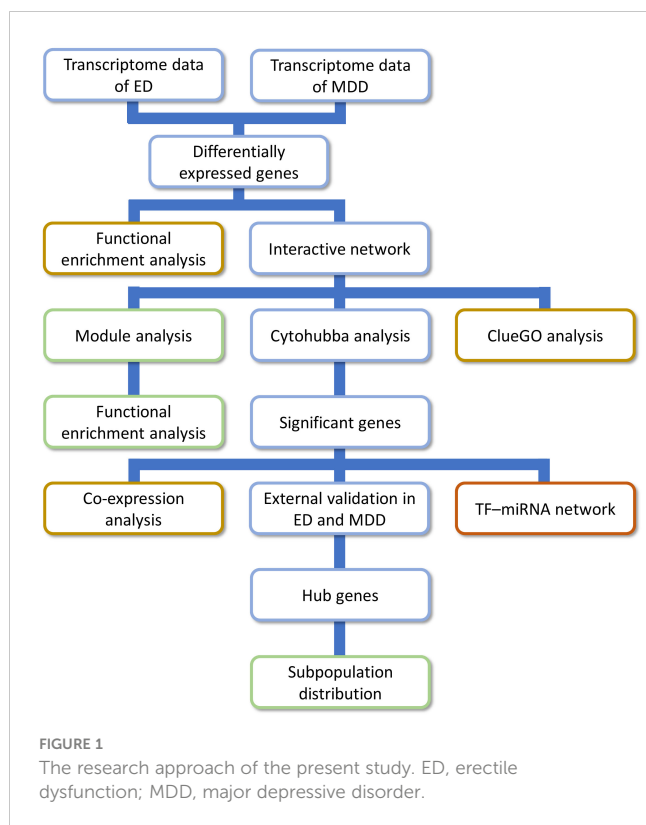 Transcriptome data
of ED
Transcriptome data
of MDD
Differentially
expressed genes
Functional
enrichment analysis
Interactive network
Module analysis
Cytohubba analysis
ClueGO analysis
Functional
enrichment analysis
Significant genes
Co-expression
analysis
External validation in
ED and MDD
TF–miRNA network
Hub genes
Subpopulation
distribution
FIGURE 1
The research approach of the present study. ED, erectile
dysfunction; MDD, major depressive disorder.